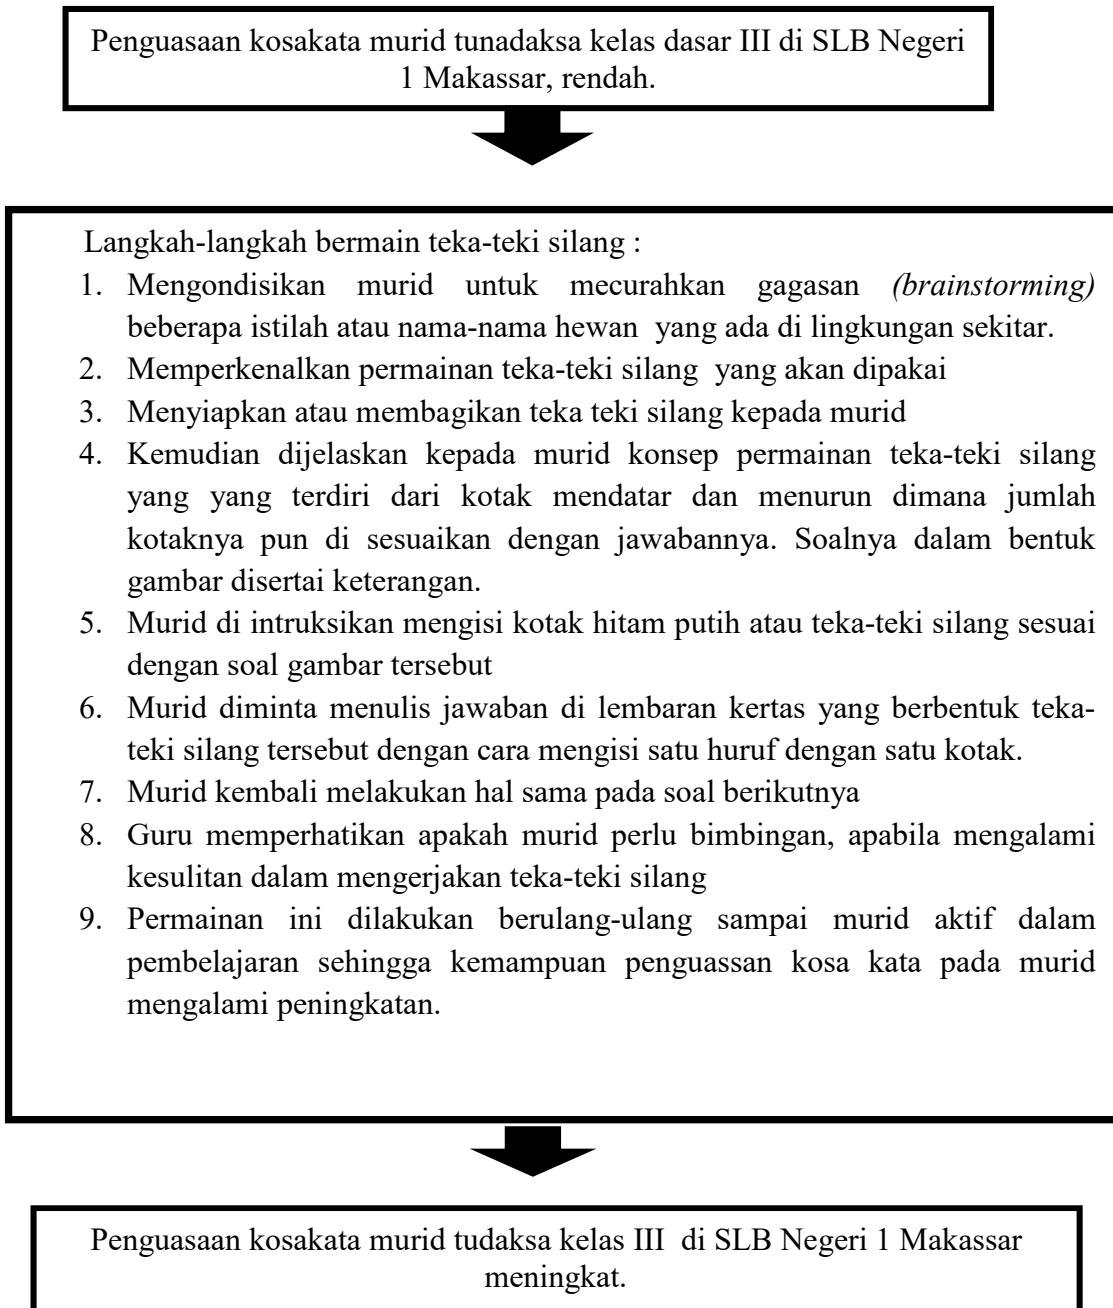 Penguasaan kosakata murid tunadaksa kelas dasar III di SLB Negeri
1 Makassar, rendah.
Langkah-langkah bermain teka-teki silang :
1. Mengondisikan murid untuk mecurahkan gagasan (brainstorming)
beberapa istilah atau nama-nama hewan yang ada di lingkungan sekitar.
2. Memperkenalkan permainan teka-teki silang yang akan dipakai
3. Menyiapkan atau membagikan teka teki silang kepada murid
4. Kemudian dijelaskan kepada murid konsep permainan teka-teki silang
yang yang terdiri dari kotak mendatar dan menurun dimana jumlah
kotaknya pun di sesuaikan dengan jawabannya. Soalnya dalam bentuk
gambar disertai keterangan.
5. Murid di intruksikan mengisi kotak hitam putih atau teka-teki silang sesuai
dengan soal gambar tersebut
6. Murid diminta menulis jawaban di lembaran kertas yang berbentuk teka-
teki silang tersebut dengan cara mengisi satu huruf dengan satu kotak.
7. Murid kembali melakukan hal sama pada soal berikutnya
8. Guru memperhatikan apakah murid perlu bimbingan, apabila mengalami
kesulitan dalam mengerjakan teka-teki silang
9. Permainan ini dilakukan berulang-ulang sampai murid aktif dalam
pembelajaran sehingga kemampuan penguassan kosa kata pada murid
mengalami peningkatan.
Penguasaan kosakata murid tudaksa kelas III di SLB Negeri 1 Makassar
meningkat.